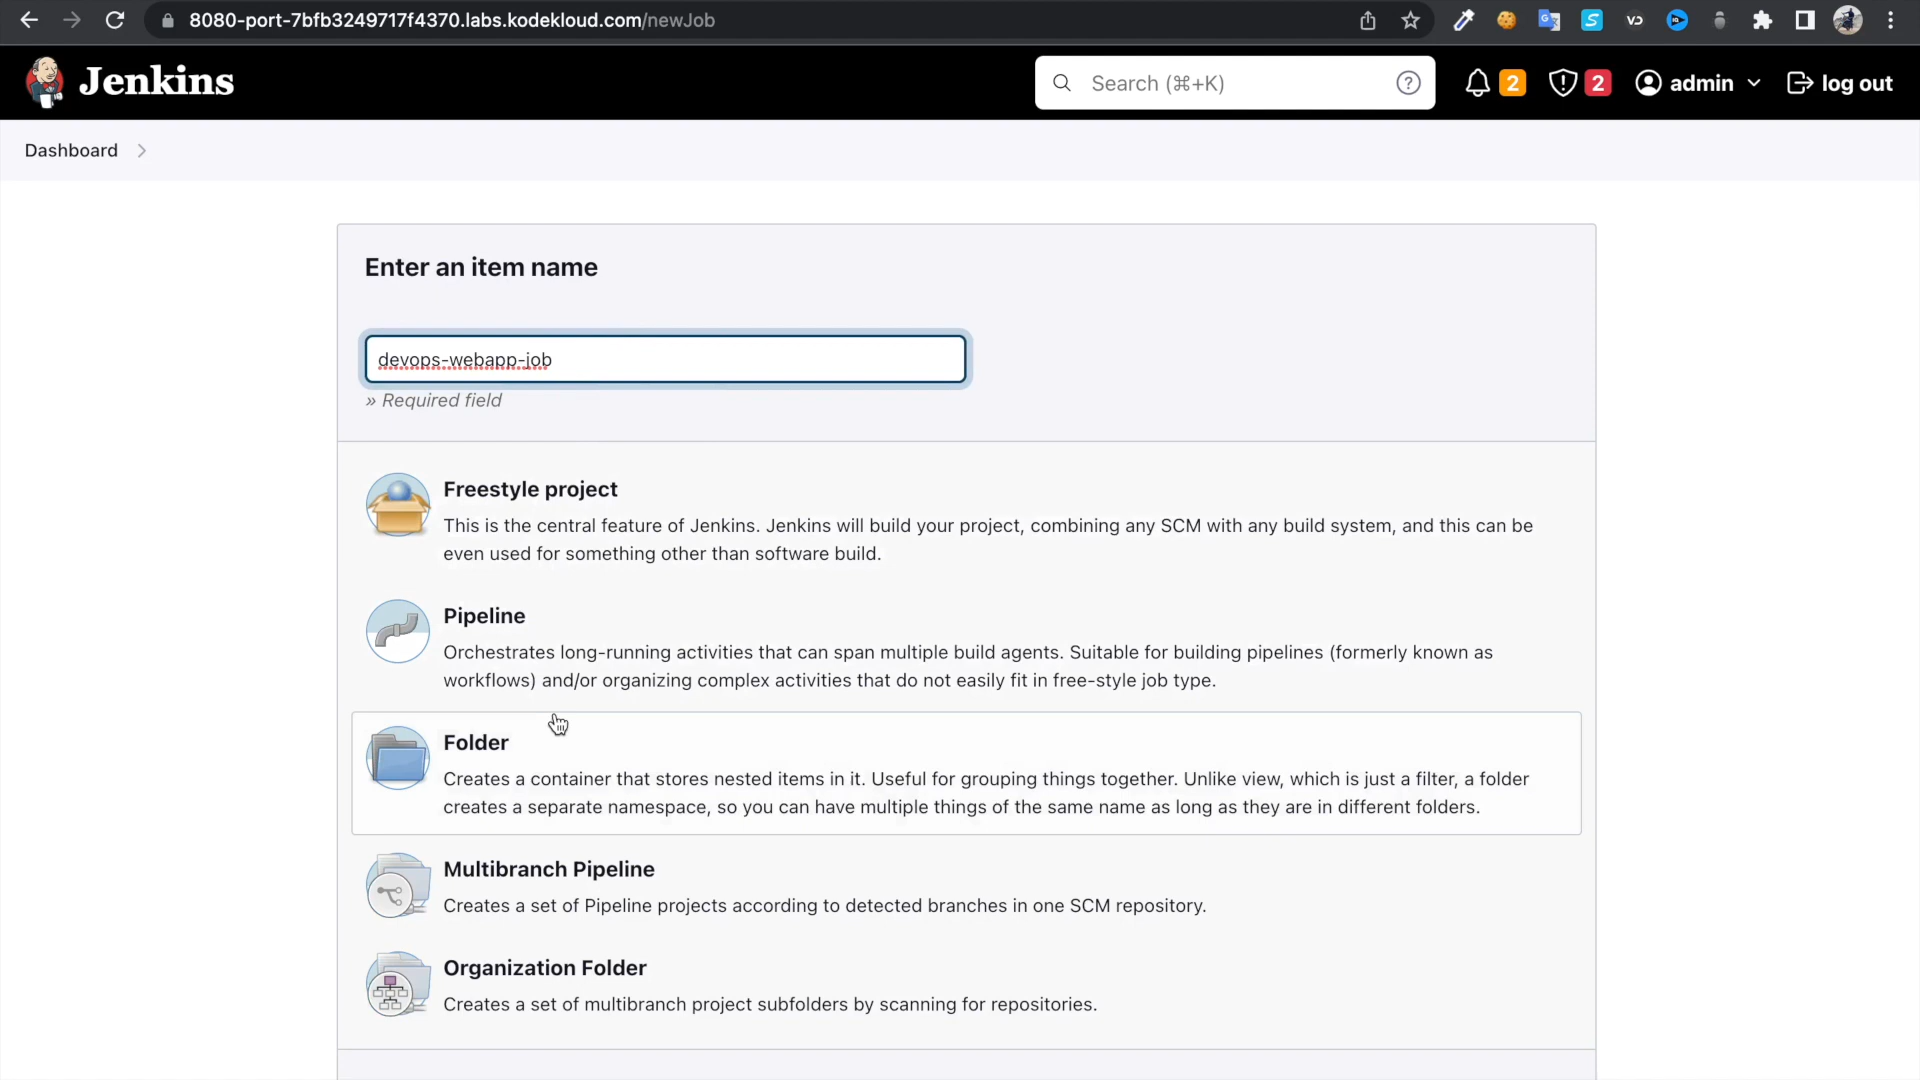 8080-port-7bfb3249717f4370.labs.kodekloud.com/newJob
Jenkins
Search (⌘+K)
2
2
admin
log out
Dashboard
Enter an item name
devops-webapp-job
» Required field
Freestyle project
This is the central feature of Jenkins. Jenkins will build your project, combining any SCM with any build system, and this can be
even used for something other than software build.
Pipeline
Orchestrates long-running activities that can span multiple build agents. Suitable for building pipelines (formerly known as
workflows) and/or organizing complex activities that do not easily fit in free-style job type.
Folder
Creates a container that stores nested items in it. Useful for grouping things together. Unlike view, which is just a filter, a folder
creates a separate namespace, so you can have multiple things of the same name as long as they are in different folders.
Multibranch Pipeline
Creates a set of Pipeline projects according to detected branches in one SCM repository.
Organization Folder
Creates a set of multibranch project subfolders by scanning for repositories.